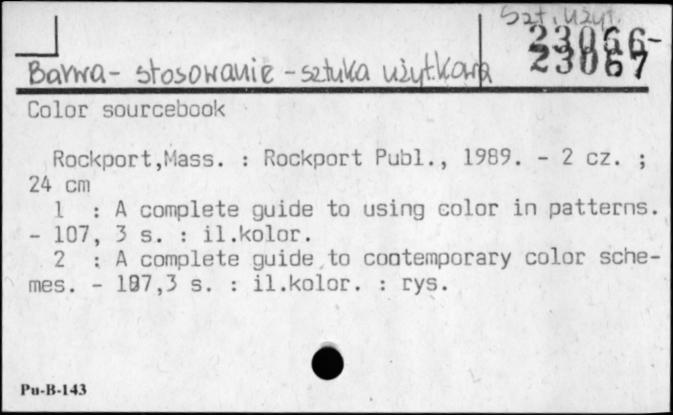 Szt. użyt.
23066-
23067
Barwa - stosowanie - sztuka użytkowa
Color sourcebook
Rockport,Mass. : Rockport Publ., 1989. - 2 cz. ;
24 cm
1 : A complete guide to using color in patterns.
- 107, 3 s. : il.kolor.
2 : A complete guide to cootemporary color sche-
mes. - 107,3 s. : il.kolor. : rys.
Pu-B-143